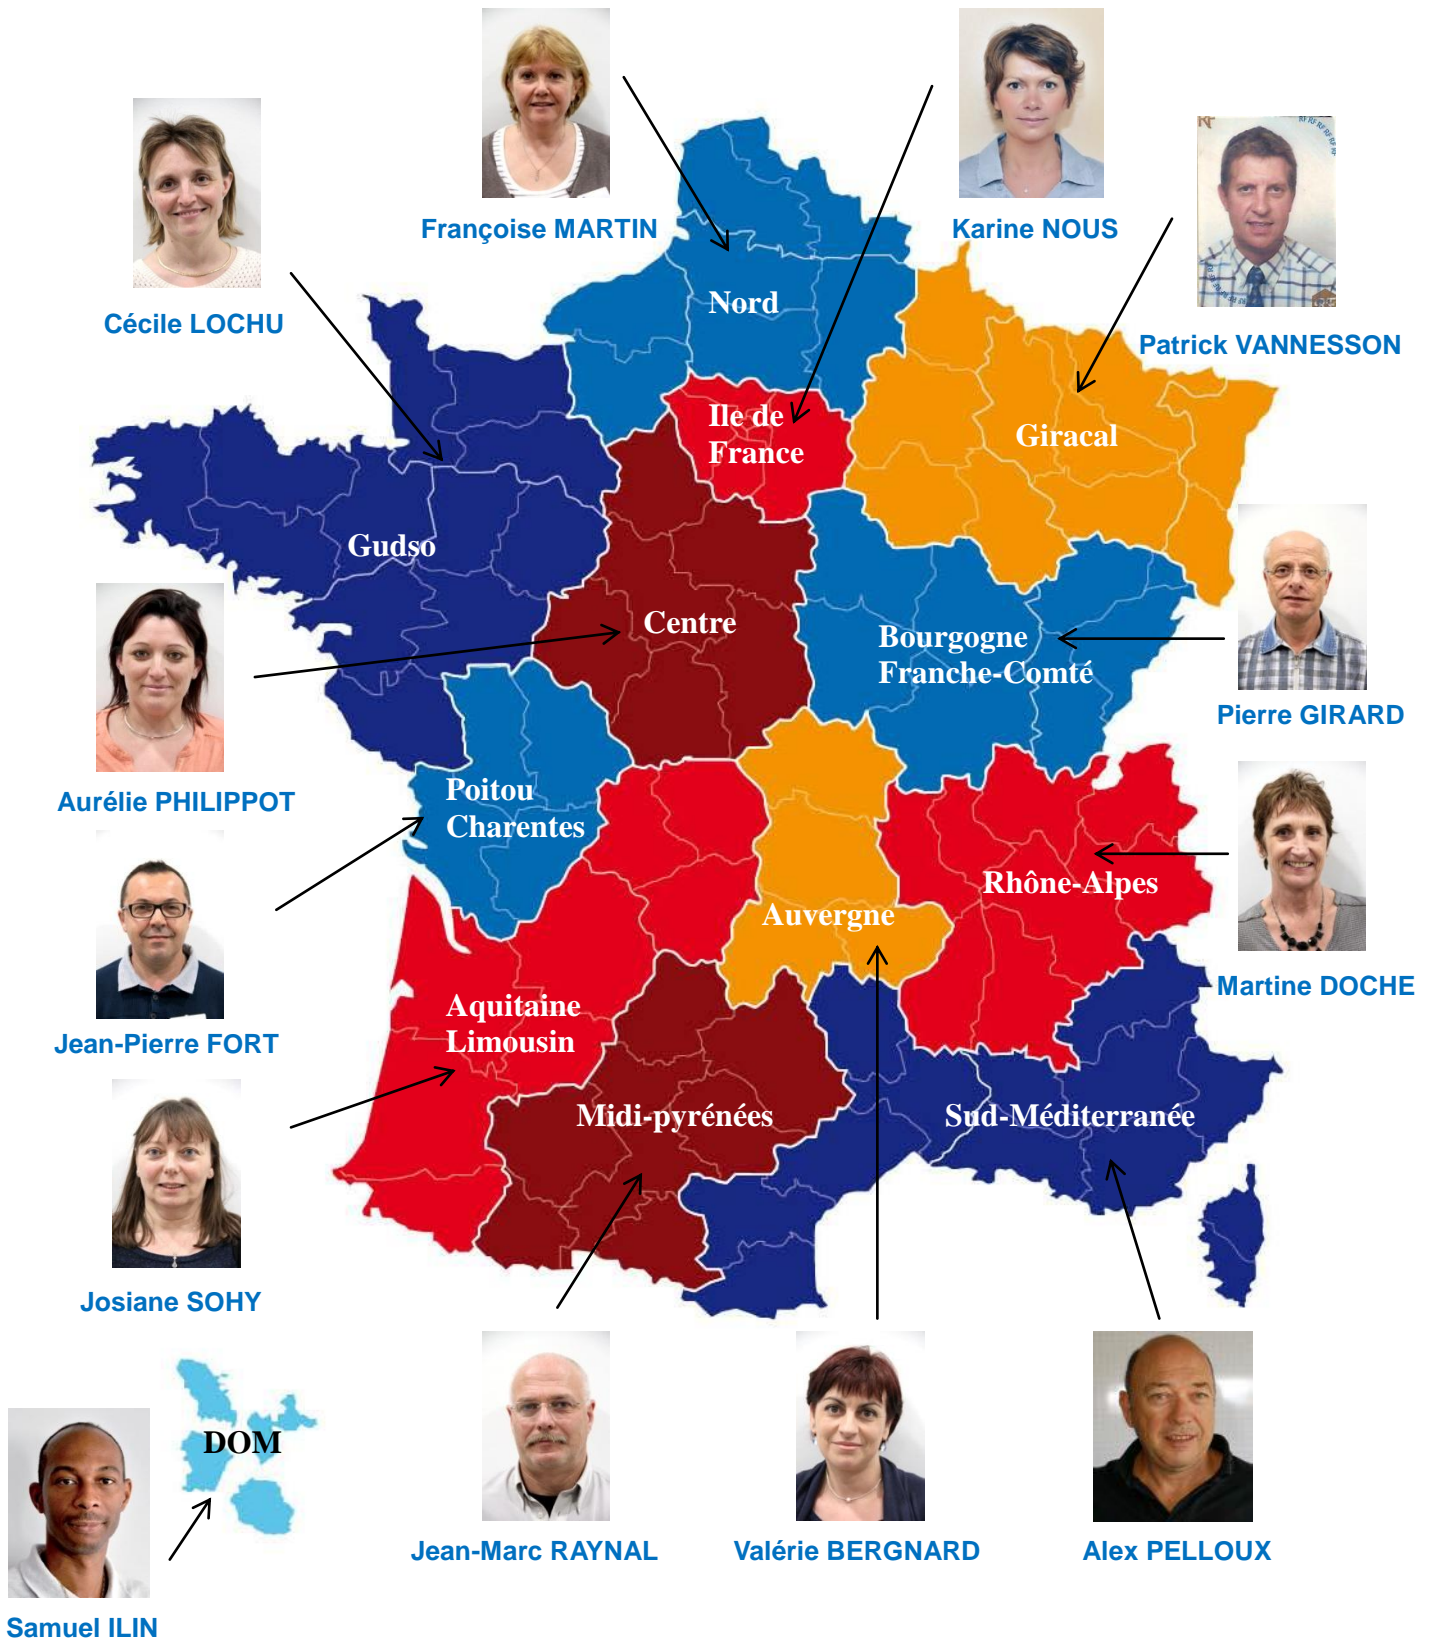 Françoise MARTIN
Karine NOUS
Cécile LOCHU
Patrick VANNESSON
Nord
Ile de
France
Giracal
Gudso
Centre
Bourgogne
Franche-Comté
Pierre GIRARD
Aurélie PHILIPPOT
Poitou
Charentes
Rhône-Alpes
Auvergne
Martine DOCHE
Jean-Pierre FORT
Aquitaine
Limousin
Midi-pyrénées
Sud-Méditerranée
Josiane SOHY
DOM
Jean-Marc RAYNAL
Valérie BERGNARD
Alex PELLOUX
Samuel ILIN